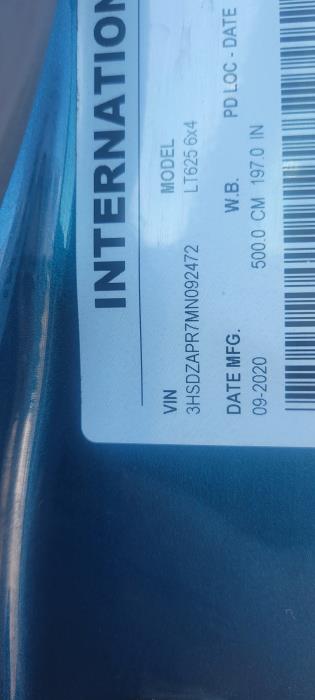 INTERNATION
VIN MODEL
3HSDZAPR7MN092472 LT625 6x4
DATE MFG. W.B. PD LOC - DATE
09-2020 500.0 CM 197.0 IN